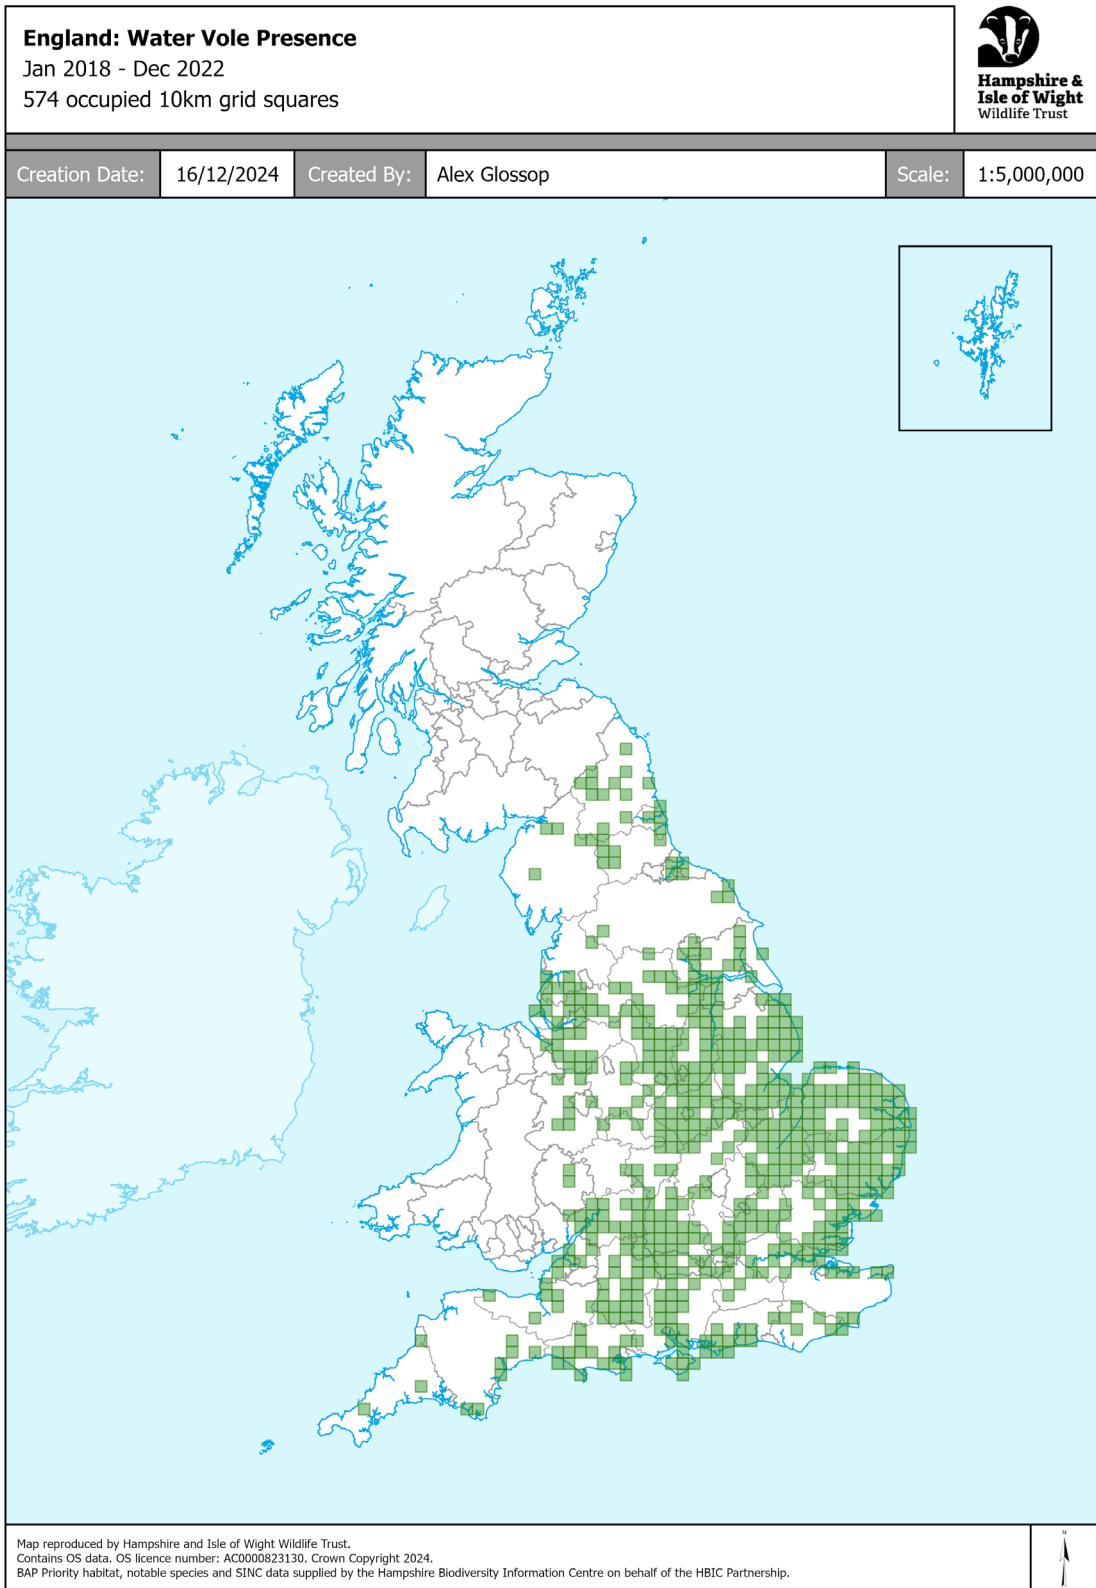 England: Water Vole Presence
Jan 2018 - Dec 2022
574 occupied 10km grid squares
Hampshire &
Isle of Wight
Wildlife Trust
Creation Date: 16/12/2024 Created By: Alex Glossop Scale: 1:5,000,000
Map reproduced by Hampshire and Isle of Wight Wildlife Trust.
Contains OS data. OS licence number: AC0000823130. Crown Copyright 2024.
BAP Priority habitat, notable species and SINC data supplied by the Hampshire Biodiversity Information Centre on behalf of the HBIC Partnership.
N